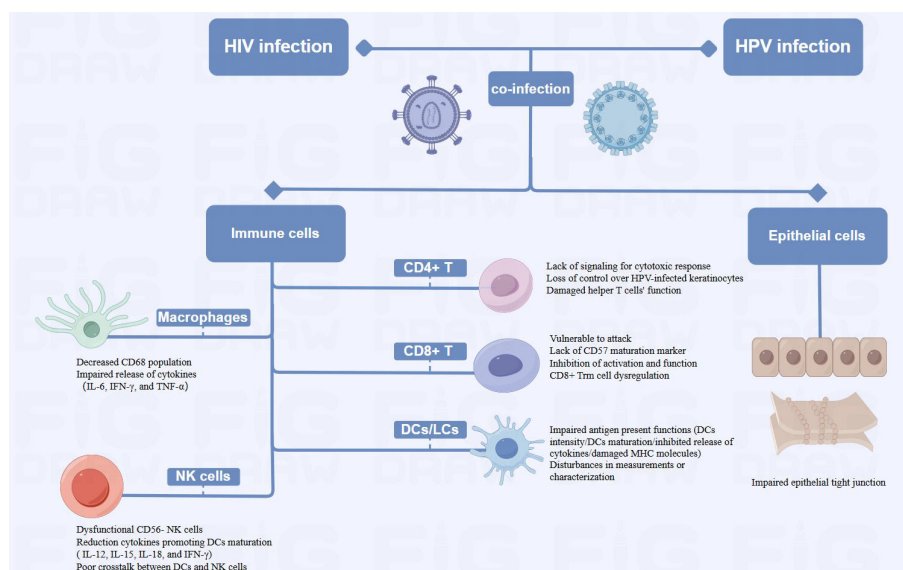 HIV infection
HPV infection
co-infection
Immune cells
Epithelial cells
CD4+ T
Lack of signaling for cytotoxic response
Loss of control over HPV-infected keratinocytes
Damaged helper T cells' function
Macrophages
Decreased CD68 population
Impaired release of cytokines
(IL-6, IFN-γ, and TNF-α)
CD8+ T
Vulnerable to attack
Lack of CD57 maturation marker
Inhibition of activation and function
CD8+ Trm cell dysregulation
DCs/LCs
Impaired antigen present functions (DCs
intensity/DCs maturation/inhibited release of
cytokines/damaged MHC molecules)
Disturbances in measurements or
characterization
Impaired epithelial tight junction
NK cells
Dysfunctional CD56- NK cells
Reduction cytokines promoting DCs maturation
( IL-12, IL-15, IL-18, and IFN-γ)
Poor crosstalk between DCs and NK cells
FiG
DRAW